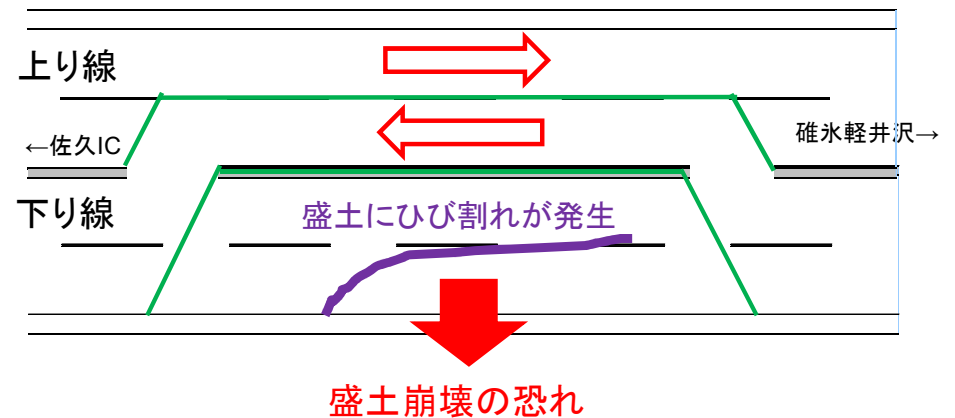 上り線
←佐久IC
碓氷軽井沢→
下り線
盛土にひび割れが発生
盛土崩壊の恐れ